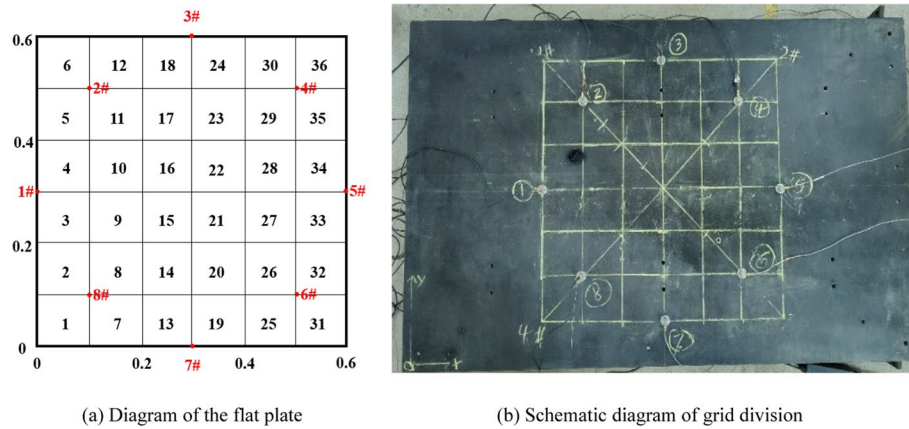 3#
0.6
6 12 18 24 30 36
2# 4#
5 11 17 23 29 35
0.4
4 10 16 22 28 34
1# 5#
3 9 15 21 27 33
0.2
2 8 14 20 26 32
8# 6#
1 7 13 19 25 31
0
7#
0 0.2 0.4 0.6
1# 3 2#
2 4
1 5
8 6
4# 7
(a) Diagram of the flat plate
(b) Schematic diagram of grid division